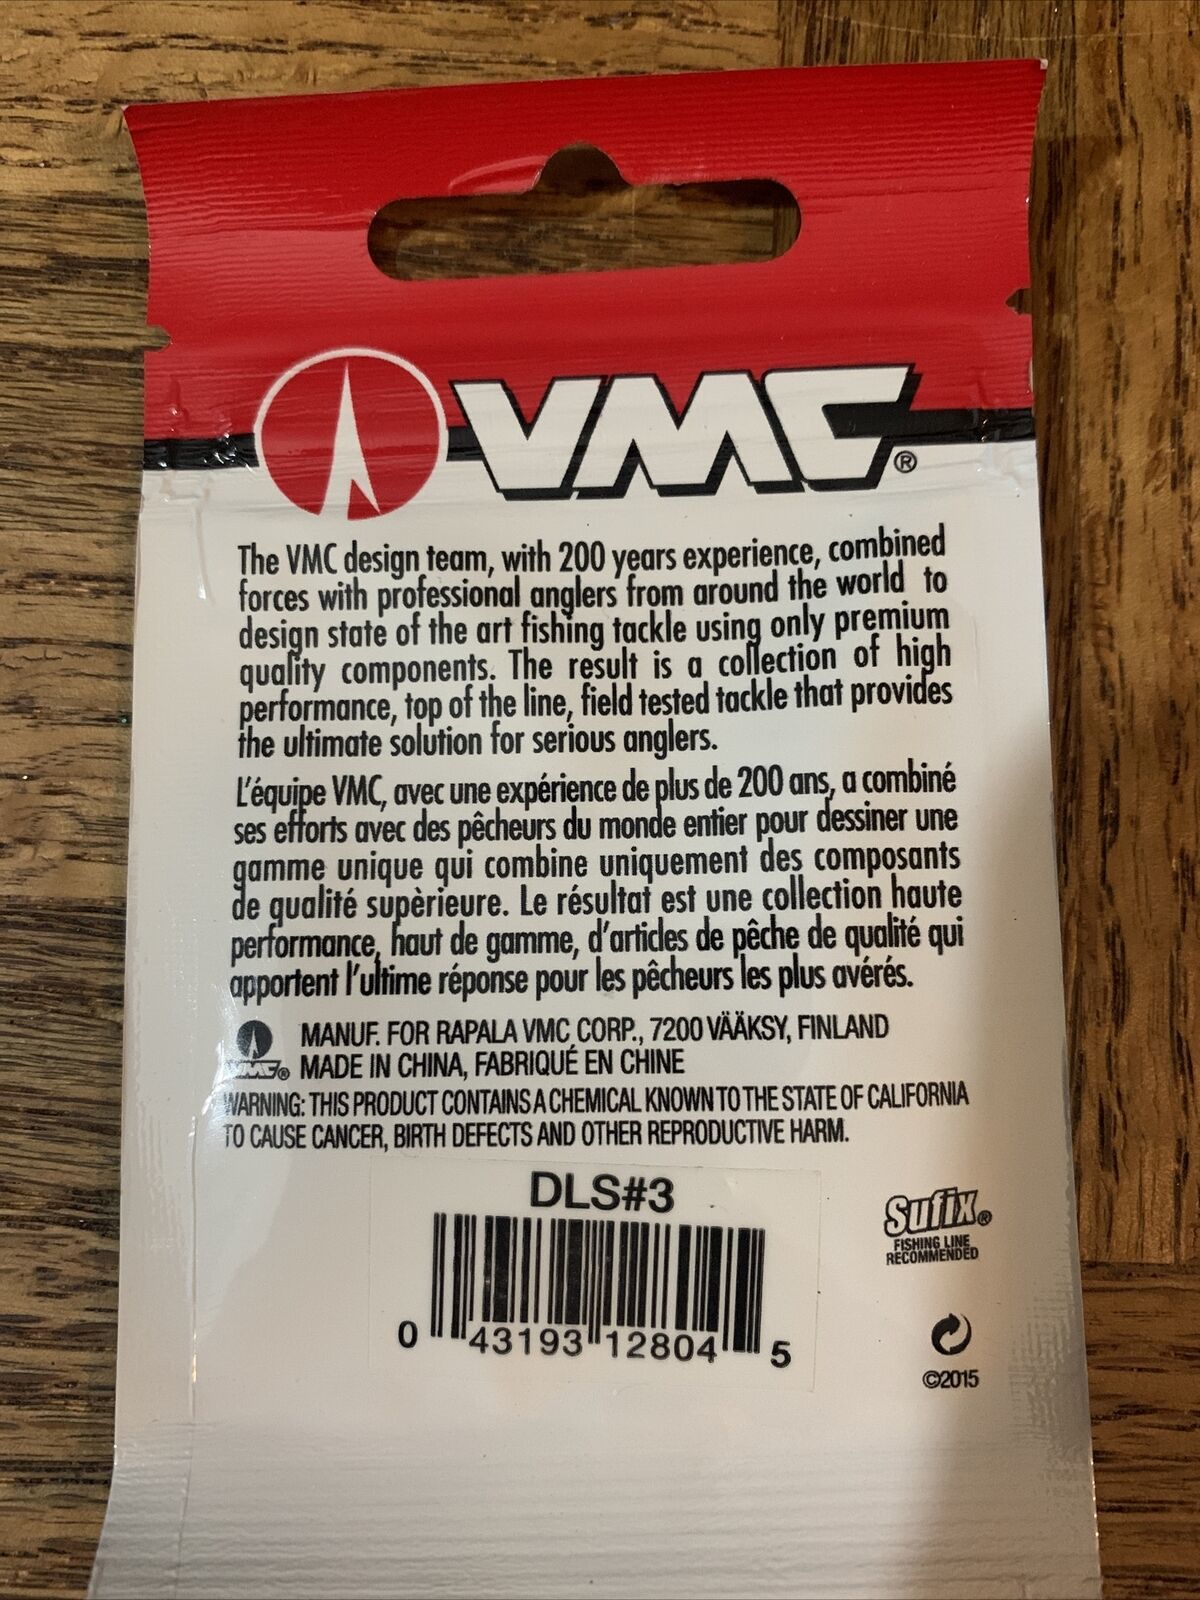 VMC®
The VMC design team, with 200 years experience, combined
forces with professional anglers from around the world to
design state of the art fishing tackle using only premium
quality components. The result is a collection of high
performance, top of the line, field tested tackle that provides
the ultimate solution for serious anglers.
L'équipe VMC, avec une expérience de plus de 200 ans, a combiné
ses efforts avec des pêcheurs du monde entier pour dessiner une
gamme unique qui combine uniquement des composants
de qualité supèrieure. Le résultat est une collection haute
performance, haut de gamme, d'articles de pêche de qualité qui
apportent l'ultime réponse pour les pêcheurs les plus avérés.
MANUF. FOR RAPALA VMC CORP., 7200 VÄÄKSY, FINLAND
VMC® MADE IN CHINA, FABRIQUÉ EN CHINE
WARNING: THIS PRODUCT CONTAINS A CHEMICAL KNOWN TO THE STATE OF CALIFORNIA
TO CAUSE CANCER, BIRTH DEFECTS AND OTHER REPRODUCTIVE HARM.
DLS#3
0 43193 12804 5
Sufix®
FISHING LINE
RECOMMENDED
©2015